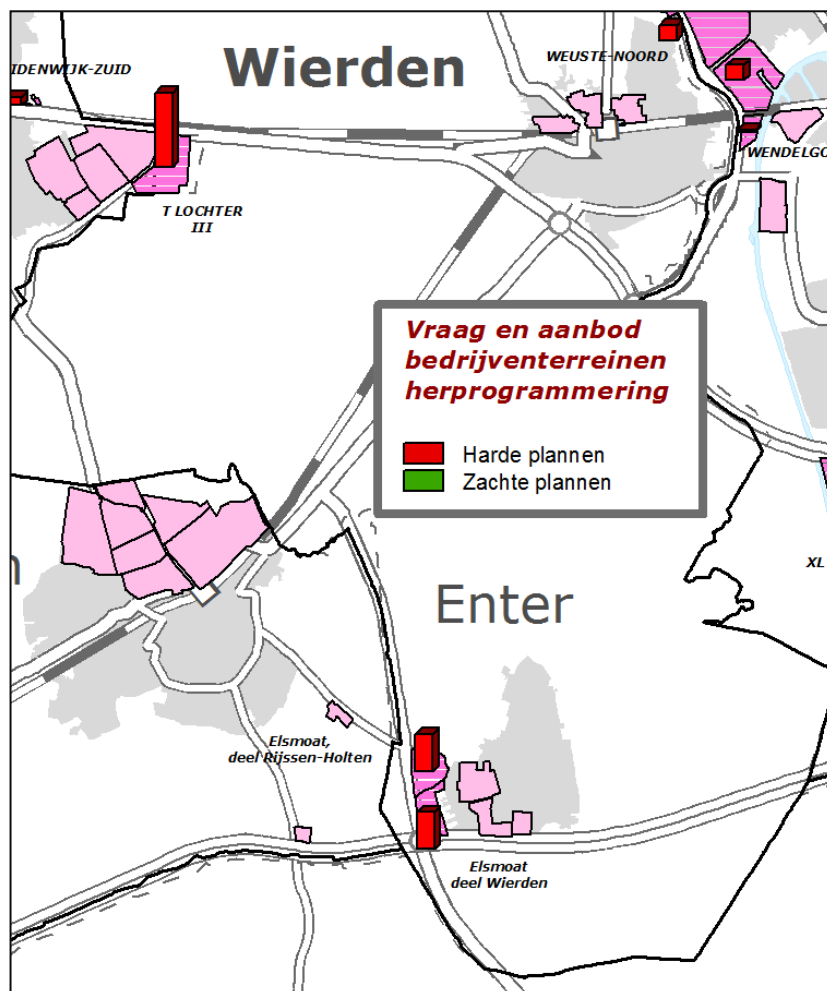 Wierden
IDENWIJK-ZUID
WEUSTE-NOORD
WENDELGO
T LOCHTER
III
Vraag en aanbod
bedrijventerreinen
herprogrammering
Harde plannen
Zachte plannen
n
XL
Enter
Elsmoat,
deel Rijssen-Holten
Elsmoat
deel Wierden